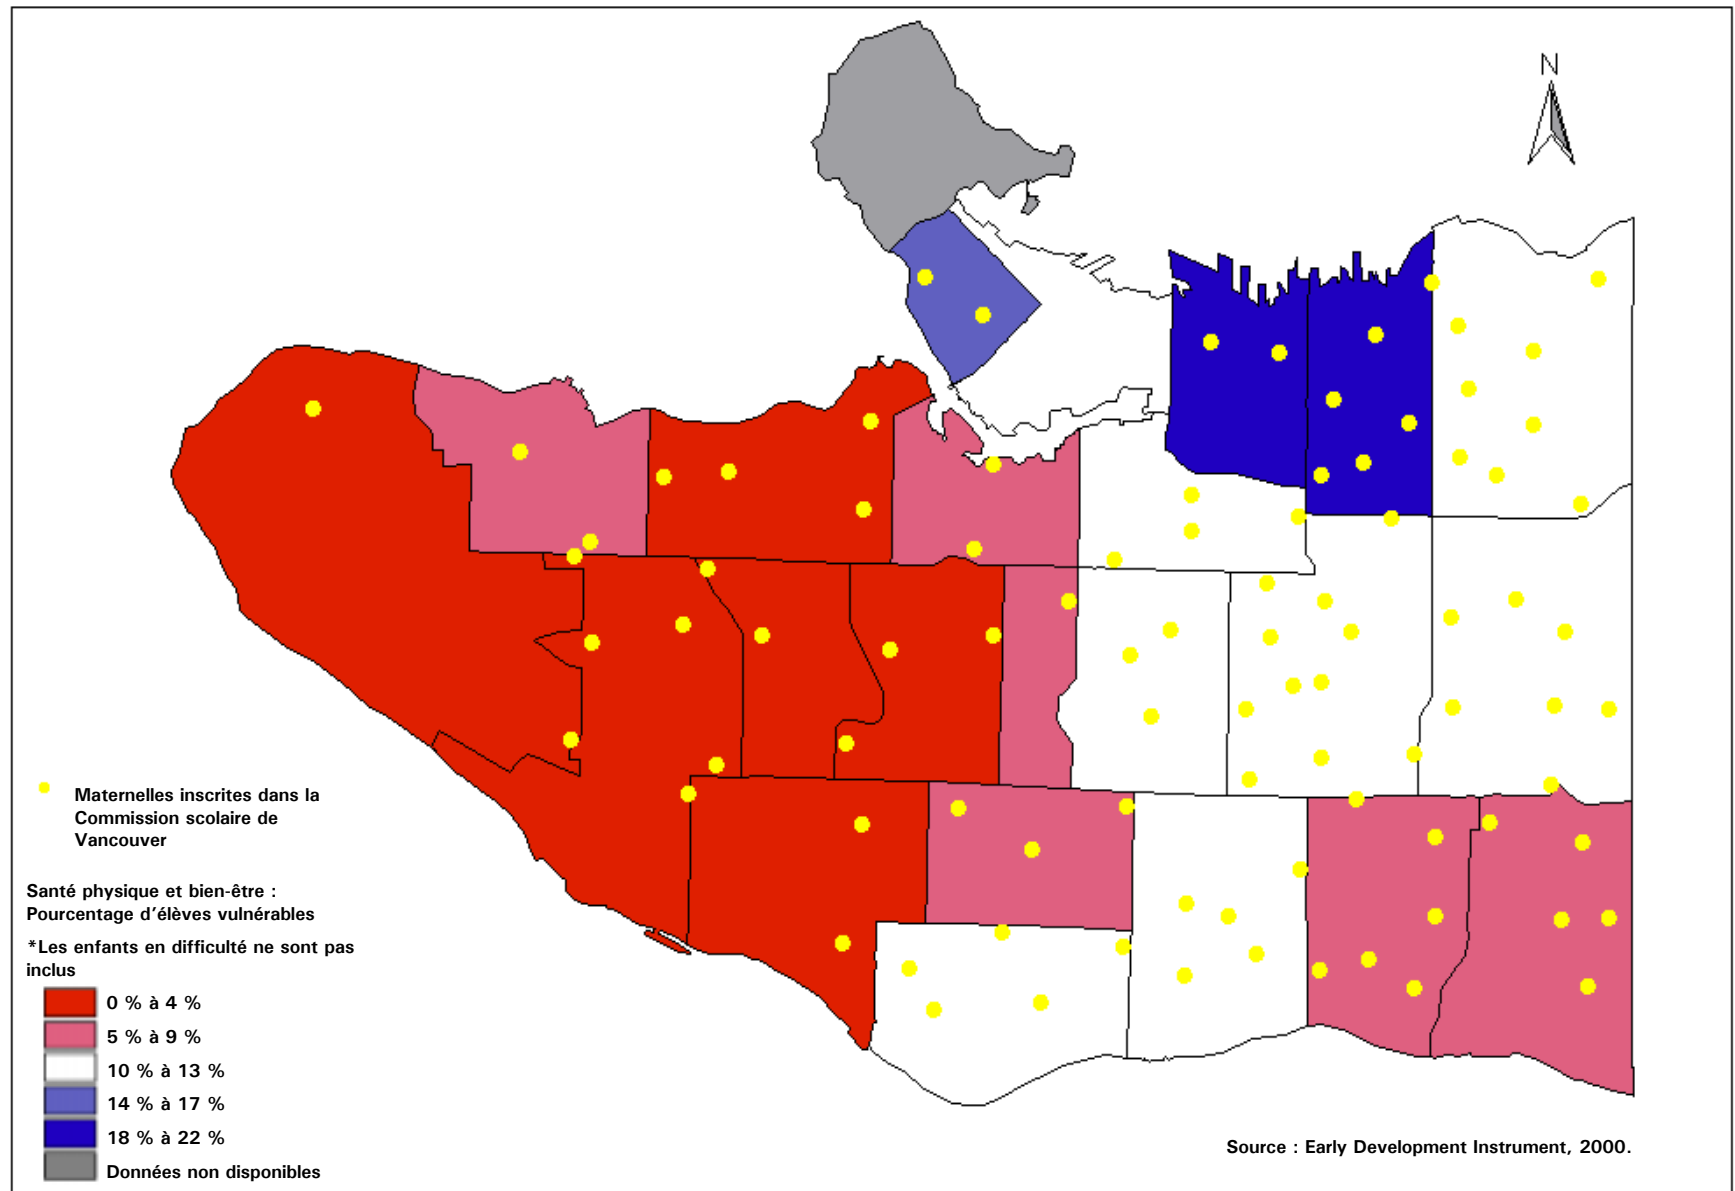 N
Maternelles inscrites dans la
Commission scolaire de
Vancouver
Santé physique et bien-être :
Pourcentage d'élèves vulnérables
*Les enfants en difficulté ne sont pas
inclus
0 % à 4 %
5 % à 9 %
10 % à 13 %
14 % à 17 %
18 % à 22 %
Données non disponibles
Source : Early Development Instrument, 2000.